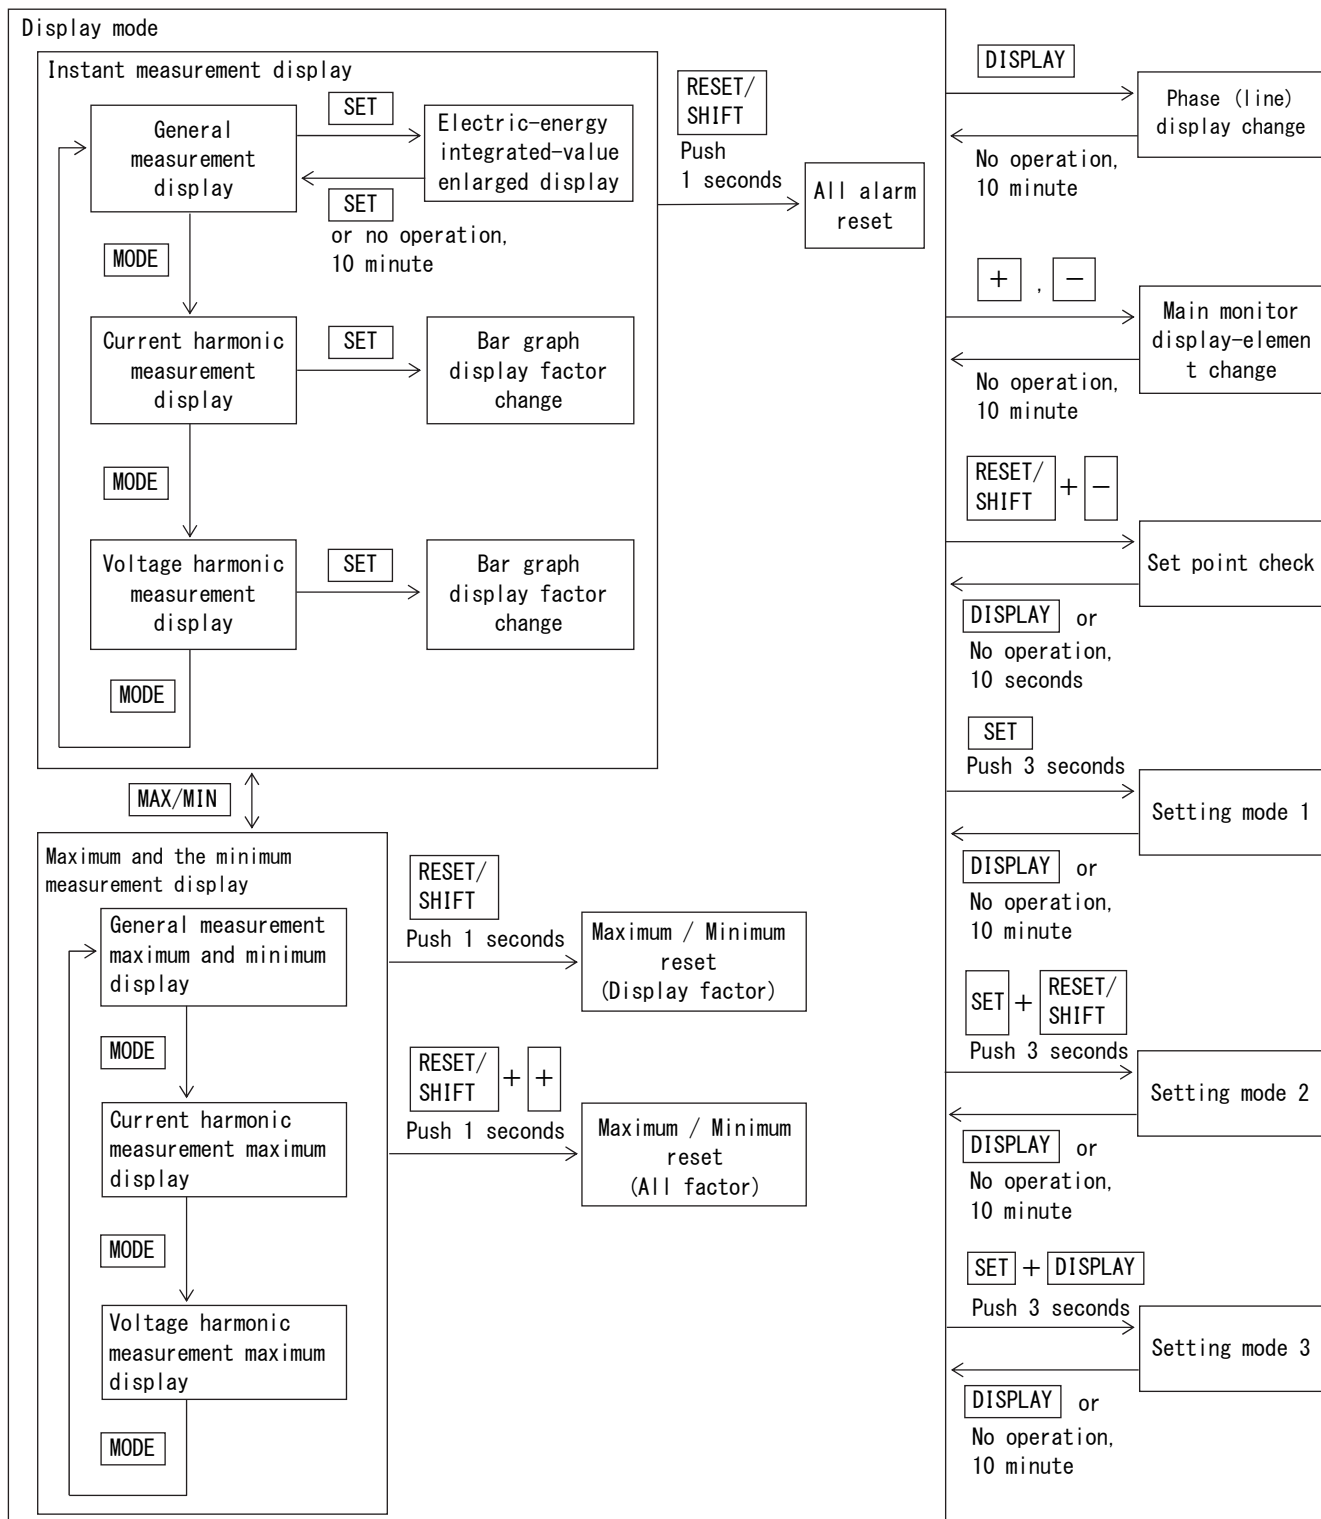 Display mode
Instant measurement display
General
measurement
display
SET
Electric-energy
integrated-value
enlarged display
SET
or no operation,
10 minute
MODE
Current harmonic
measurement
display
SET
Bar graph
display factor
change
MODE
Voltage harmonic
measurement
display
SET
Bar graph
display factor
change
MODE
RESET/
SHIFT
Push
1 seconds
All alarm
reset
MAX/MIN
Maximum and the minimum
measurement display
General measurement
maximum and minimum
display
MODE
Current harmonic
measurement maximum
display
MODE
Voltage harmonic
measurement maximum
display
MODE
RESET/
SHIFT
Push 1 seconds
Maximum / Minimum
reset
(Display factor)
RESET/
SHIFT + +
Push 1 seconds
Maximum / Minimum
reset
(All factor)
DISPLAY
Phase (line)
display change
No operation,
10 minute
+ , −
Main monitor
display-elemen
t change
No operation,
10 minute
RESET/
SHIFT + −
Set point check
DISPLAY or
No operation,
10 seconds
SET
Push 3 seconds
Setting mode 1
DISPLAY or
No operation,
10 minute
SET + RESET/
SHIFT
Push 3 seconds
Setting mode 2
DISPLAY or
No operation,
10 minute
SET + DISPLAY
Push 3 seconds
Setting mode 3
DISPLAY or
No operation,
10 minute